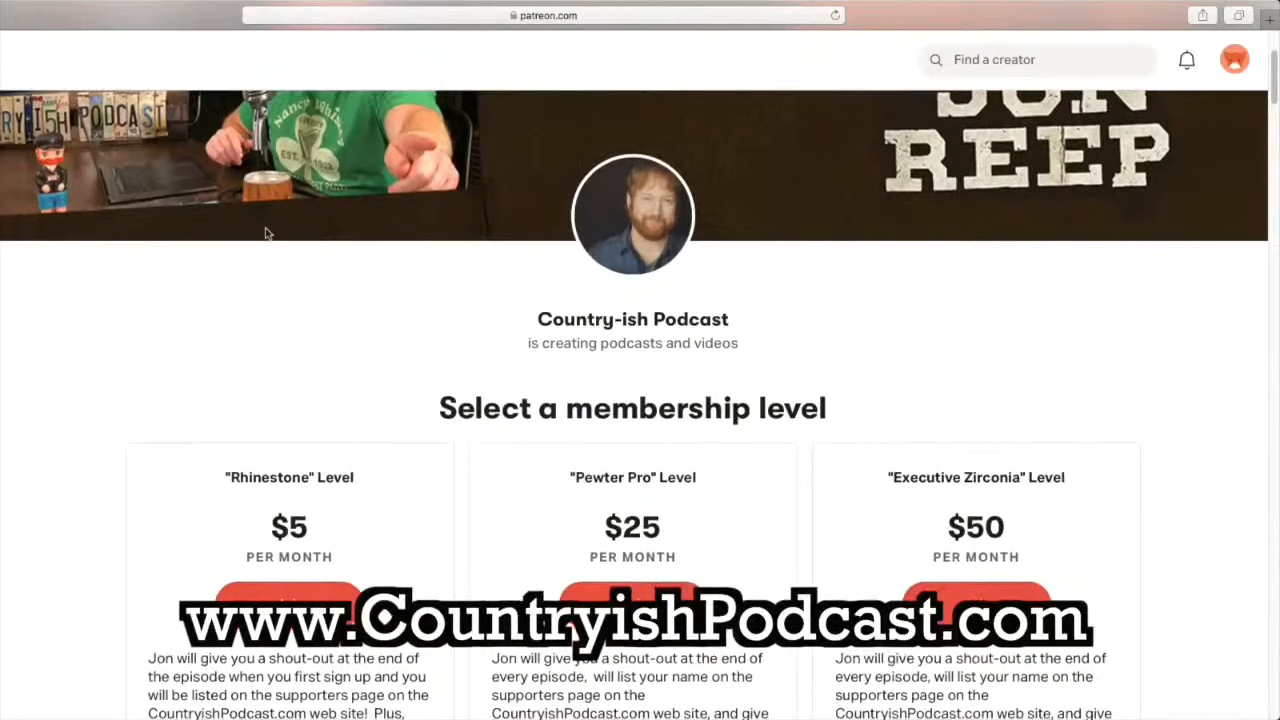 patreon.com
Find a creator
RY-ISH PODCAST
EST.
REEP
Country-ish Podcast
is creating podcasts and videos
Select a membership level
"Rhinestone" Level
$5
PER MONTH
"Pewter Pro" Level
$25
PER MONTH
"Executive Zirconia" Level
$50
PER MONTH
www.CountryishPodcast.com
Jon will give you a shout-out at the end of
the episode when you first sign up and you
will be listed on the supporters page on the
CountryishPodcast.com web site! Plus,
Jon will give you a shout-out at the end of
every episode, will list your name on the
supporters page on the
CountryishPodcast.com web site, and give
Jon will give you a shout-out at the end of
every episode, will list your name on the
supporters page on the
CountryishPodcast.com web site, and give